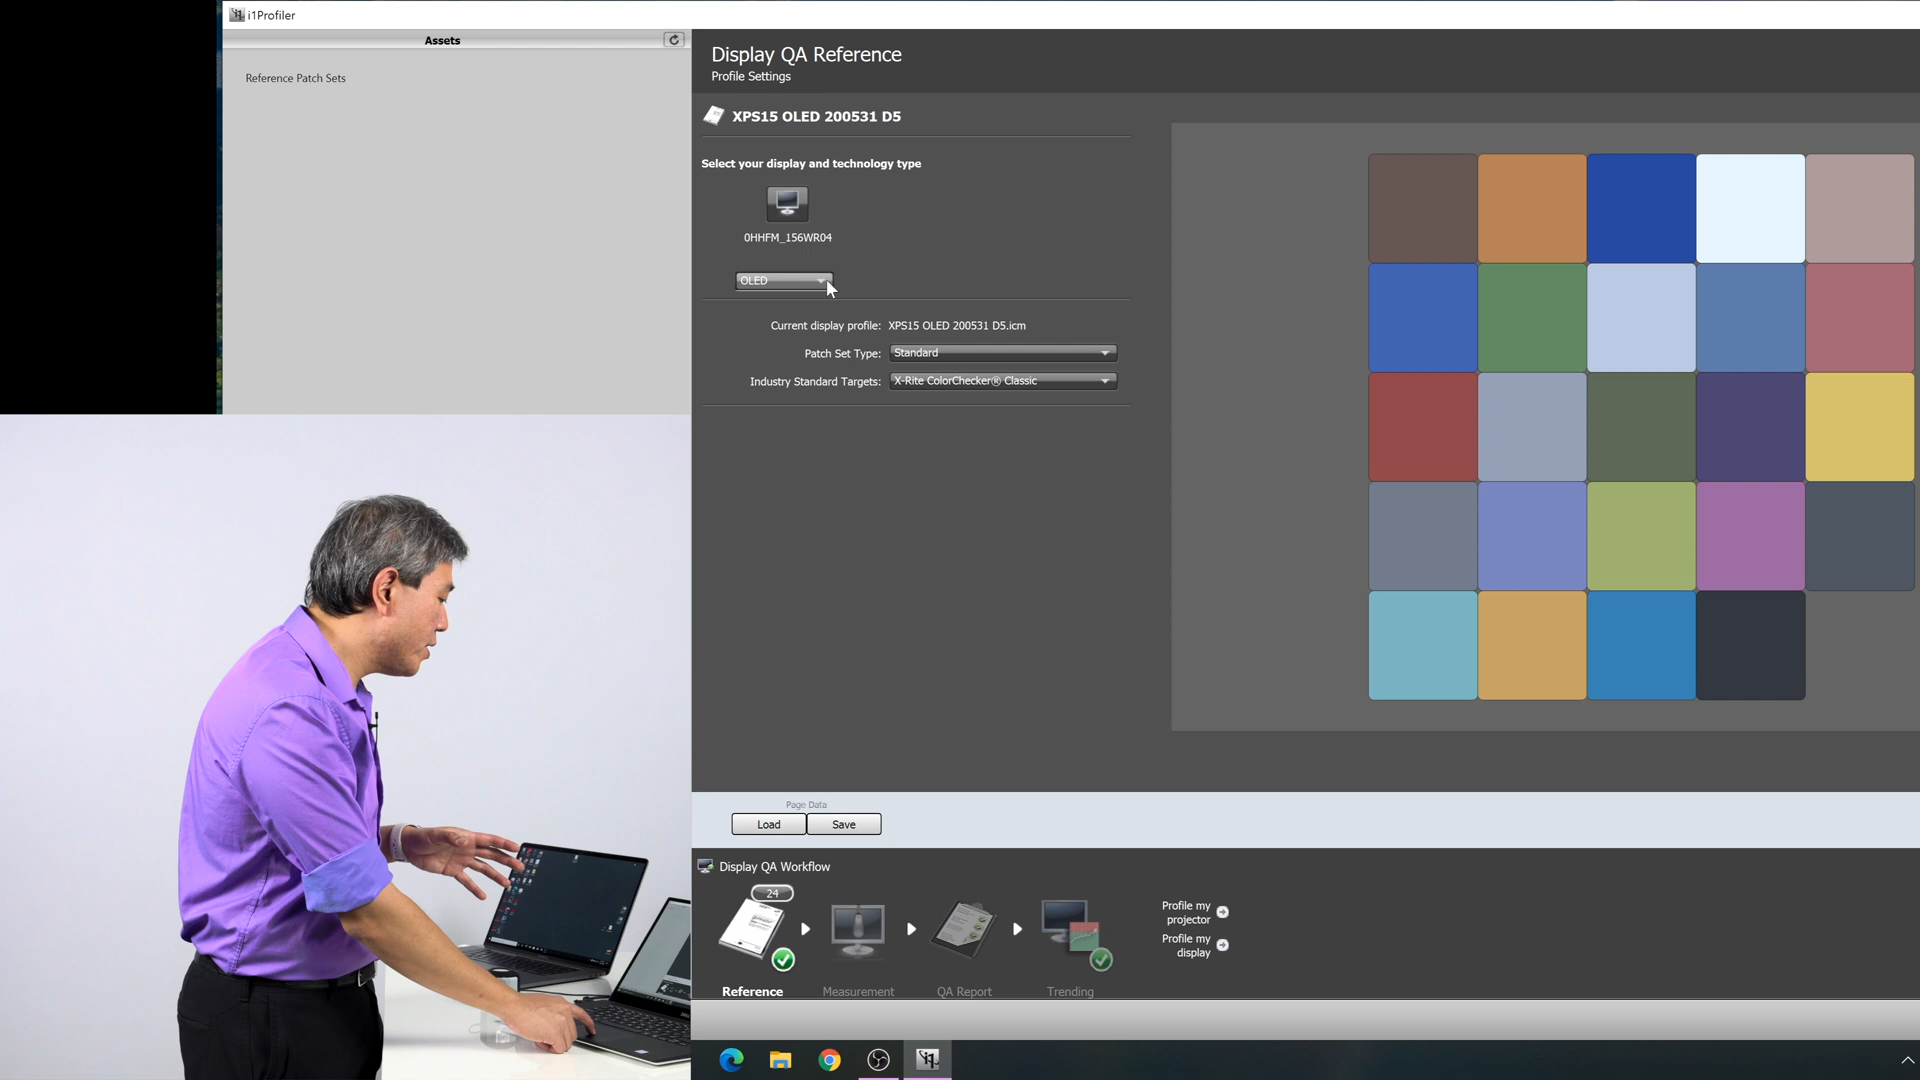 i1Profiler
Assets
Reference Patch Sets
Display QA Reference
Profile Settings
XPS15 OLED 200531 D5
Select your display and technology type
0HHFM_156WR04
OLED
Current display profile: XPS15 OLED 200531 D5.icm
Patch Set Type: Standard
Industry Standard Targets: X-Rite ColorChecker® Classic
Page Data
Load Save
Display QA Workflow
24
Reference Measurement QA Report Trending
Profile my
projector
Profile my
display
i1